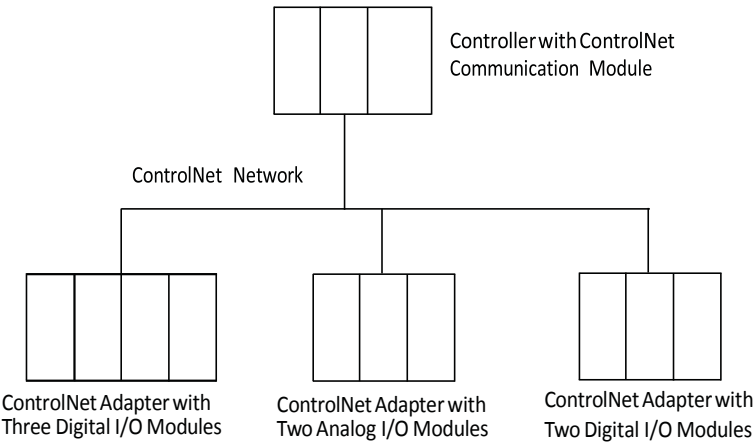 Controller with ControlNet
Communication Module
ControlNet Network
ControlNet Adapter with
Three Digital I/O Modules
ControlNet Adapter with
Two Analog I/O Modules
ControlNet Adapter with
Two Digital I/O Modules